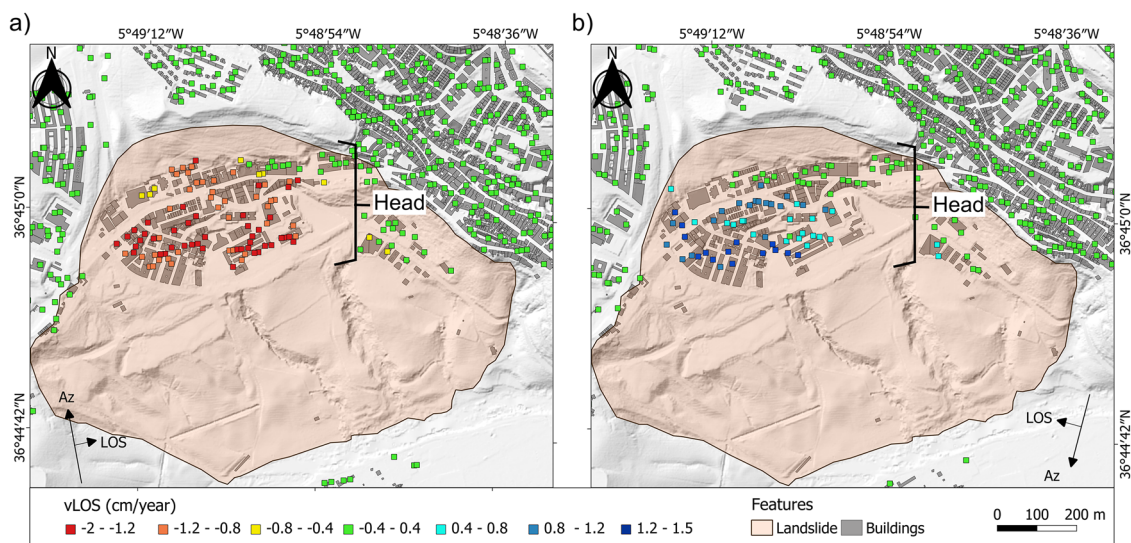 a)
b)
5°49'12"W
5°48'54"W
5°48'36"W
5°49'12"W
5°48'54"W
5°48'36"W
N
N
36°45'0"N
36°45'0"N
Head
Head
36°44'42"N
36°44'42"N
Az
LOS
LOS
Az
vLOS (cm/year)
-2 - -1.2
-1.2 - -0.8
-0.8 - -0.4
-0.4 - 0.4
0.4 - 0.8
0.8 - 1.2
1.2 - 1.5
Features
Landslide
Buildings
0 100 200 m